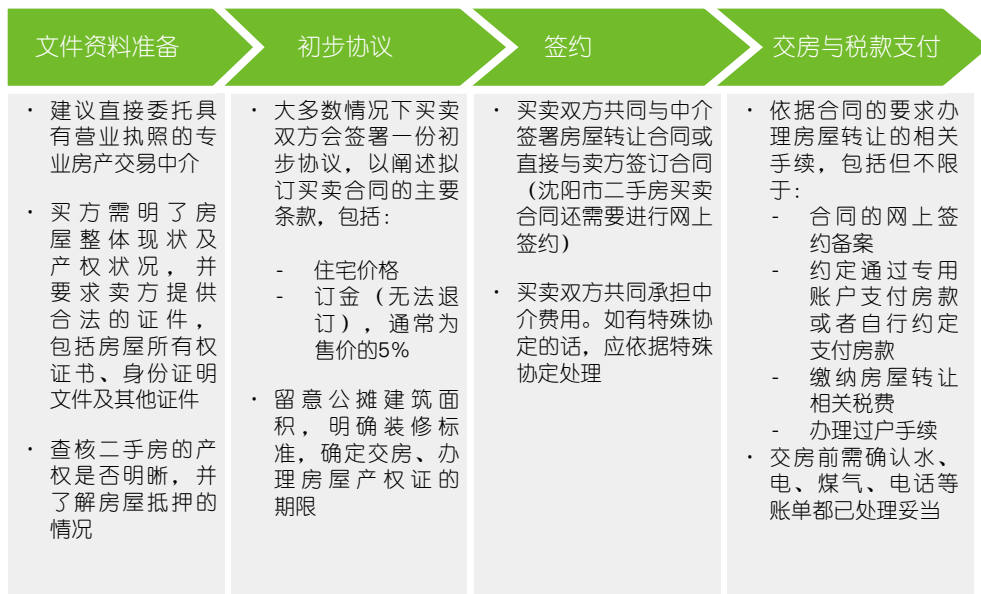 文件资料准备
初步协议
签约
交房与税款支付
· 建议直接委托具
有营业执照的专
业房产交易中介
· 买方需明了房
屋整体现状及
产权状况，并
要求卖方提供
合法的证件，
包括房屋所有权
证书、身份证明
文件及其他证件
· 查核二手房的产
权是否明晰，并
了解房屋抵押的
情况
· 大多数情况下买卖
双方会签署一份初
步协议，以阐述拟
订买卖合同的主要
条款，包括：
- 住宅价格
- 订金（无法退
订），通常为
售价的5%
· 留意公摊建筑面
积，明确装修标
准，确定交房、办
理房屋产权证的
期限
· 买卖双方共同与中介
签署房屋转让合同或
直接与卖方签订合同
（沈阳市二手房买卖
合同还需要进行网上
签约）
· 买卖双方共同承担中
介费用。如有特殊协
定的话，应依据特殊
协定处理
· 依据合同的要求办
理房屋转让的相关
手续，包括但不限
于：
- 合同的网上签
约备案
- 约定通过专用
账户支付房款
或者自行约定
支付房款
- 缴纳房屋转让
相关税费
- 办理过户手续
· 交房前需确认水、
电、煤气、电话等
账单都已处理妥当